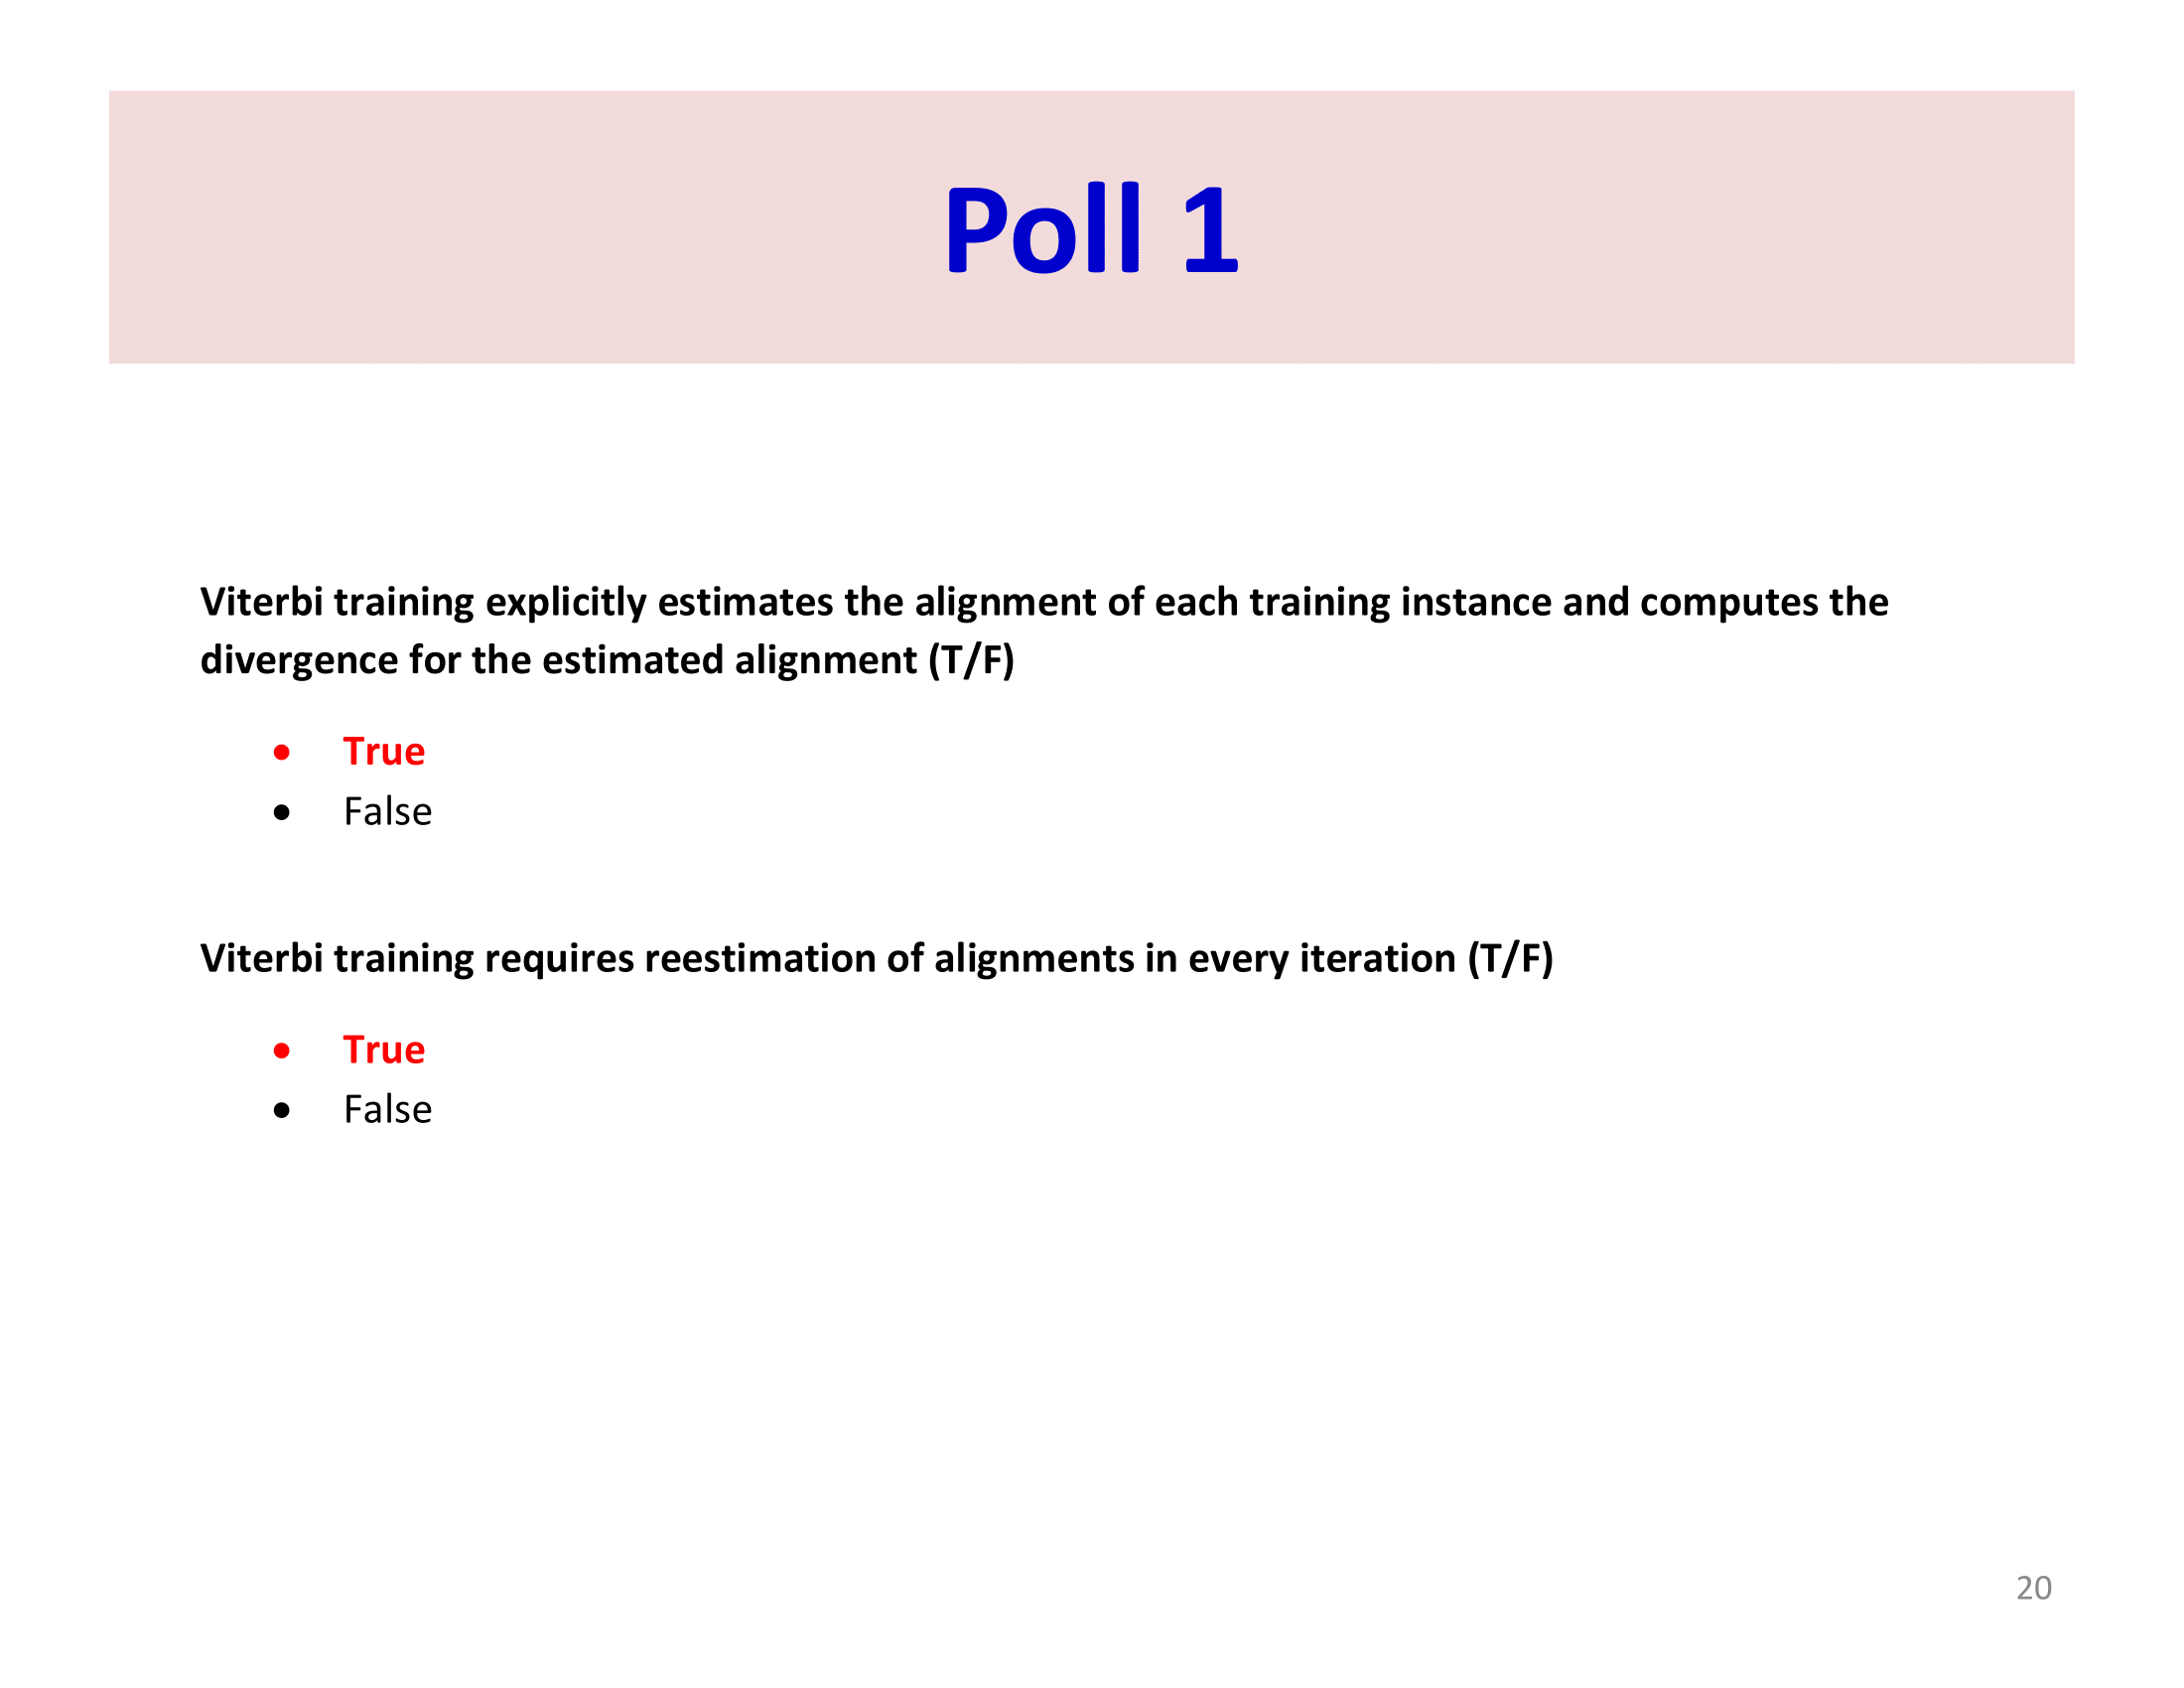 Poll 1
Viterbi training explicitly estimates the alignment of each training instance and computes the
divergence for the estimated alignment (T/F)
● True
● False
Viterbi training requires reestimation of alignments in every iteration (T/F)
● True
● False
20